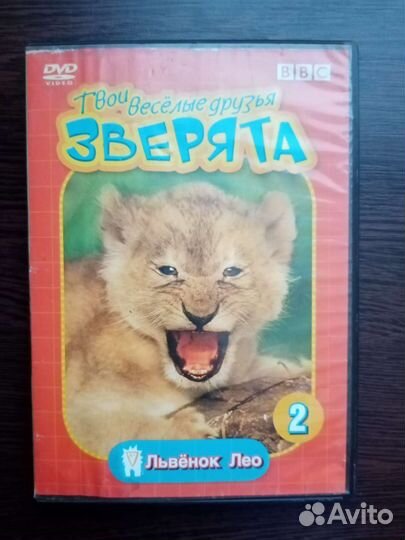 DVD
VIDEO
BBC
Твои весёлые друзья
ЗВЕРЯТА
2
Львёнок Лео
Avito